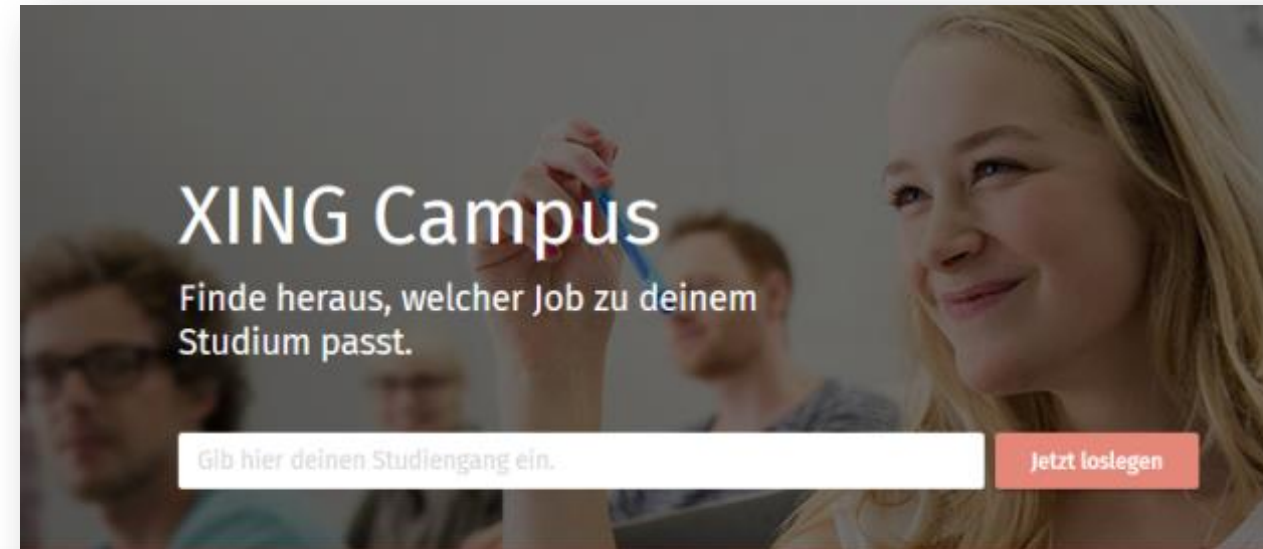 XING Campus
Finde heraus, welcher Job zu deinem
Studium passt.
Gib hier deinen Studiengang ein.
Jetzt loslegen